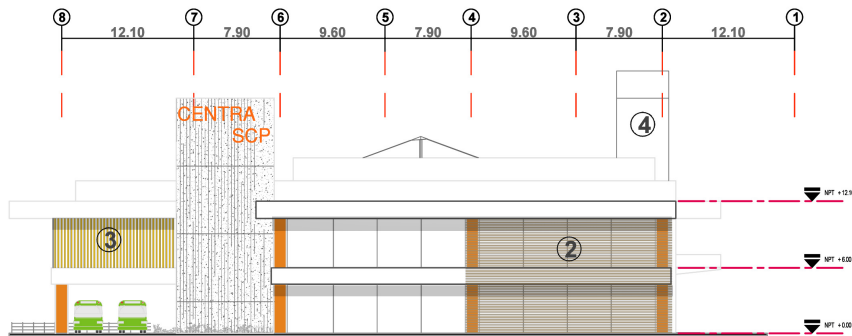 8 7 6 5 4 3 2 1
12.10 7.90 9.60 7.90 9.60 7.90 12.10
CENTRA
SCP
4
NPT +12.1
3
2
NPT +6.00
NPT +0.00